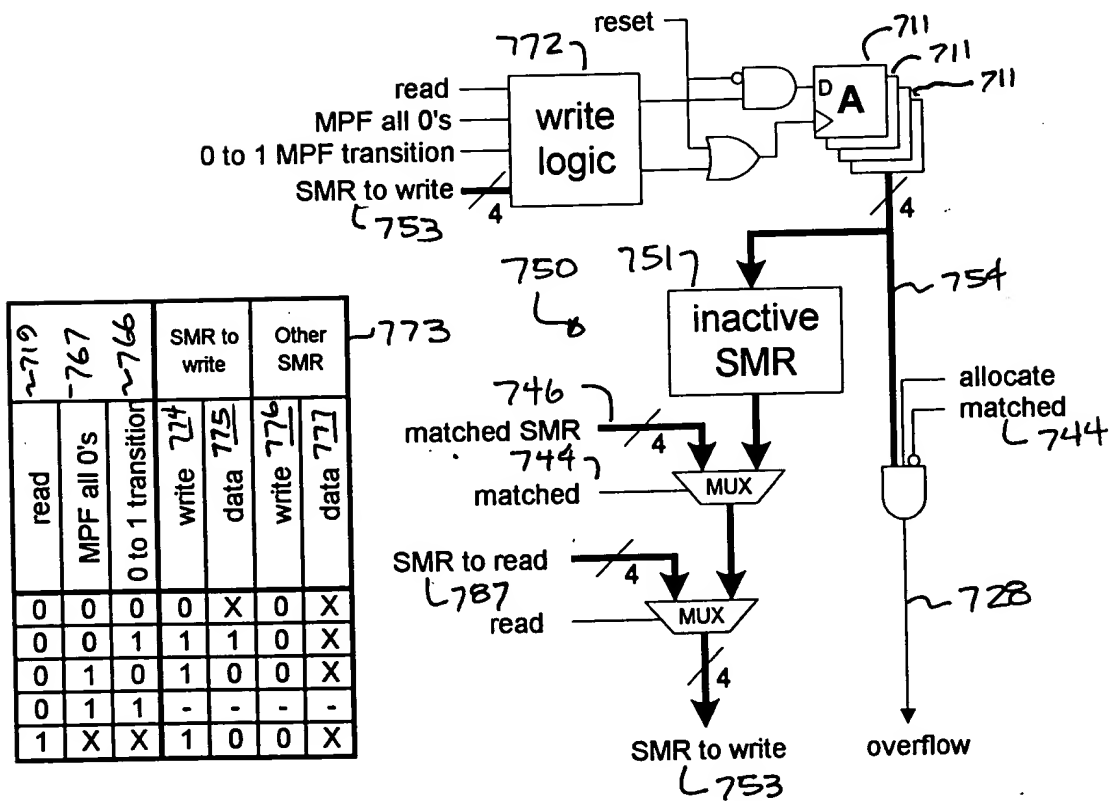 reset
772
711
711
711
read
MPF all 0's
0 to 1 MPF transition
SMR to write
4
753
write
logic
D
A
4
750
751
754
inactive
SMR
allocate
matched
744
746
matched SMR
4
744
matched
MUX
SMR to read
4
787
read
MUX
728
4
SMR to write
753
overflow
773
719 767 766 SMR to write Other SMR
read MPF all 0's 0 to 1 transition write 774 data 775 write 776 data 777
0 0 0 0 X 0 X
0 0 1 1 1 0 X
0 1 0 1 0 0 X
0 1 1 - - - -
1 X X 1 0 0 X